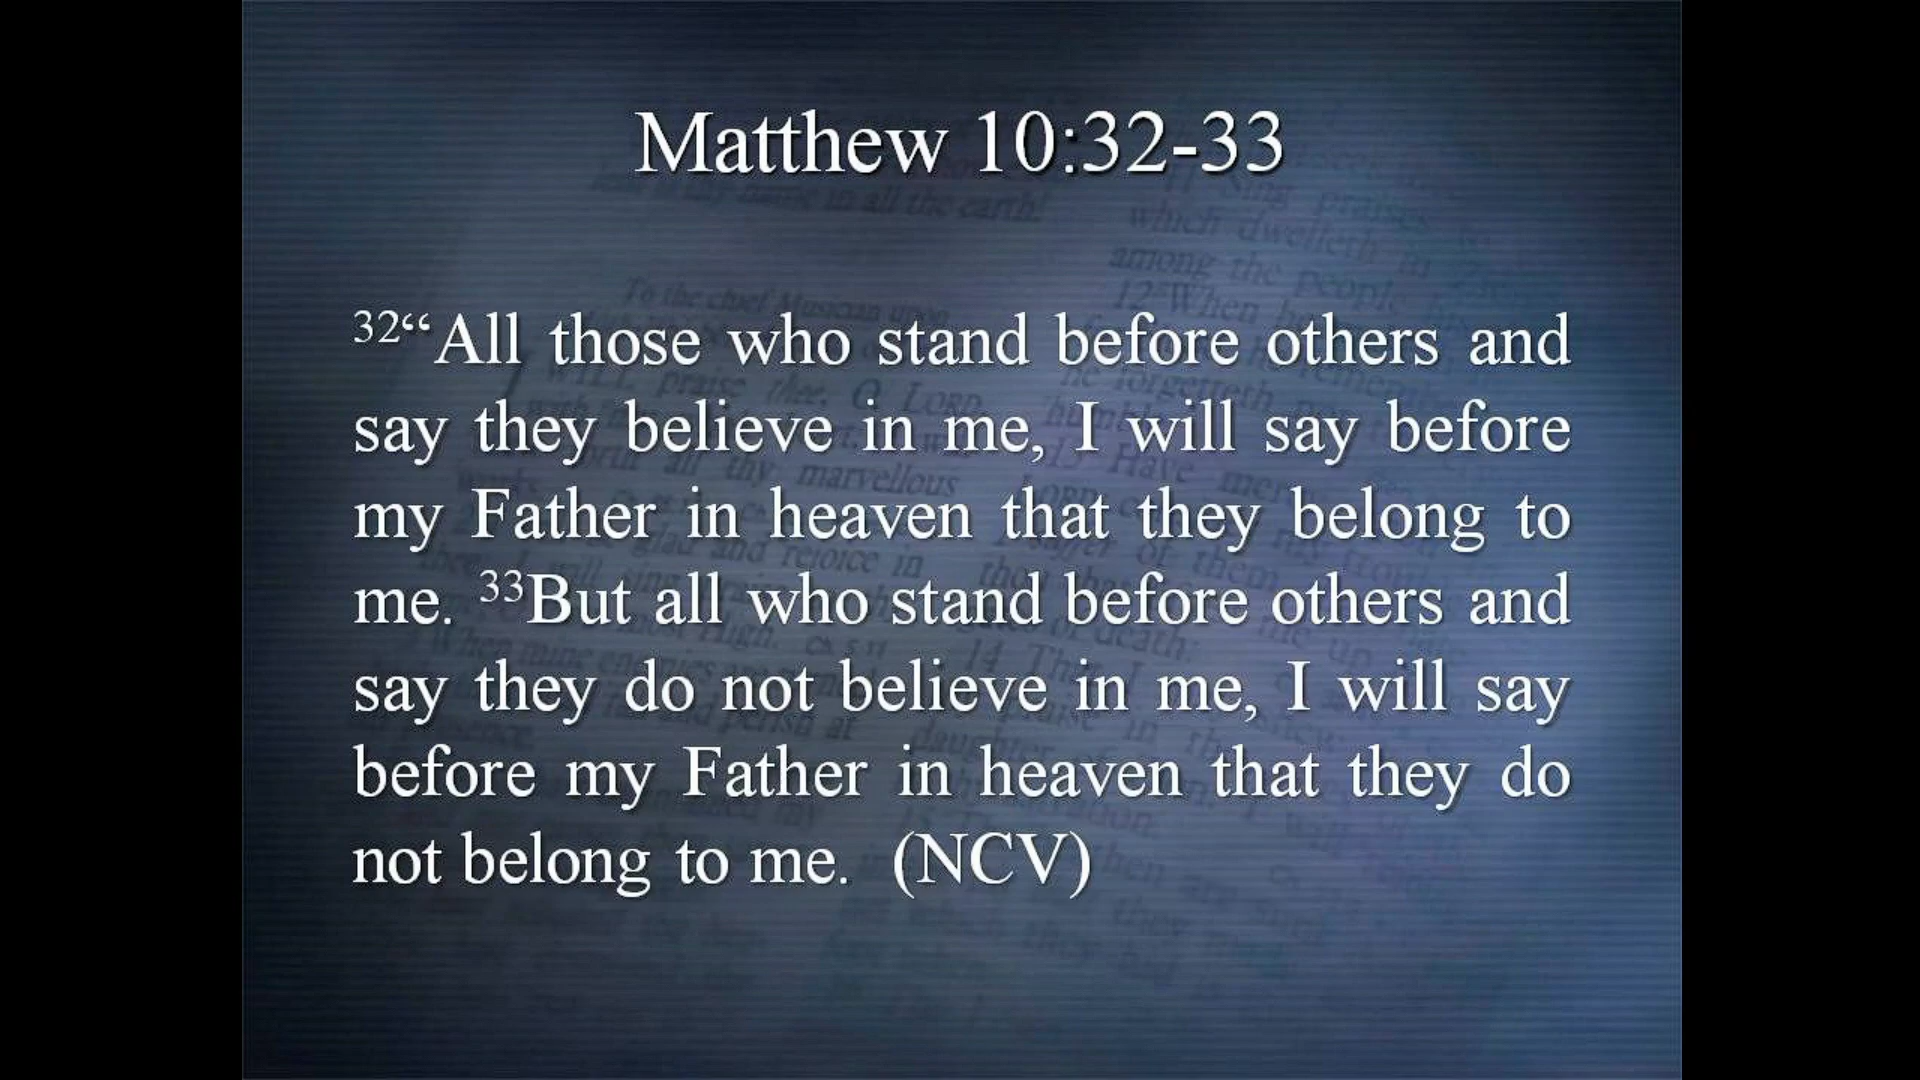 Matthew 10:32-33
32“All those who stand before others and
say they believe in me, I will say before
my Father in heaven that they belong to
me. 33But all who stand before others and
say they do not believe in me, I will say
before my Father in heaven that they do
not belong to me.  (NCV)